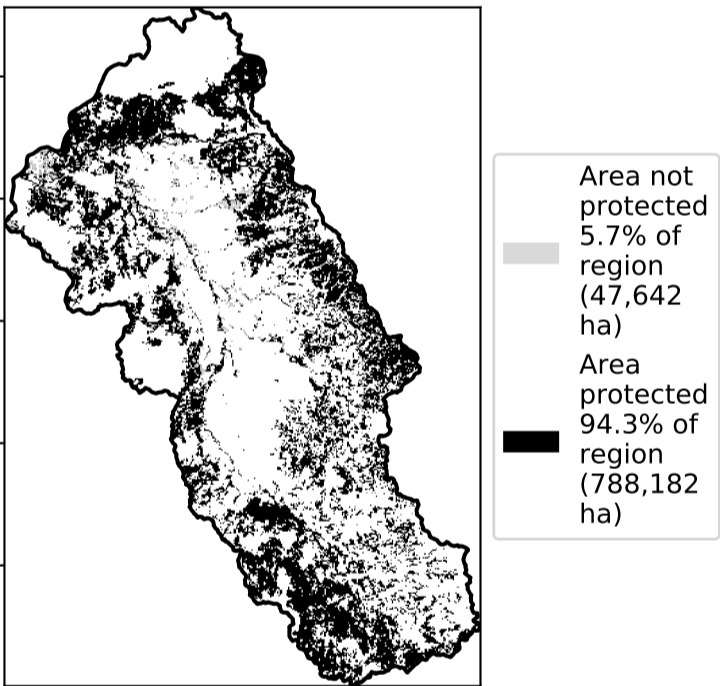 Area not
protected
5.7% of
region
(47,642
ha)
Area
protected
94.3% of
region
(788,182
ha)